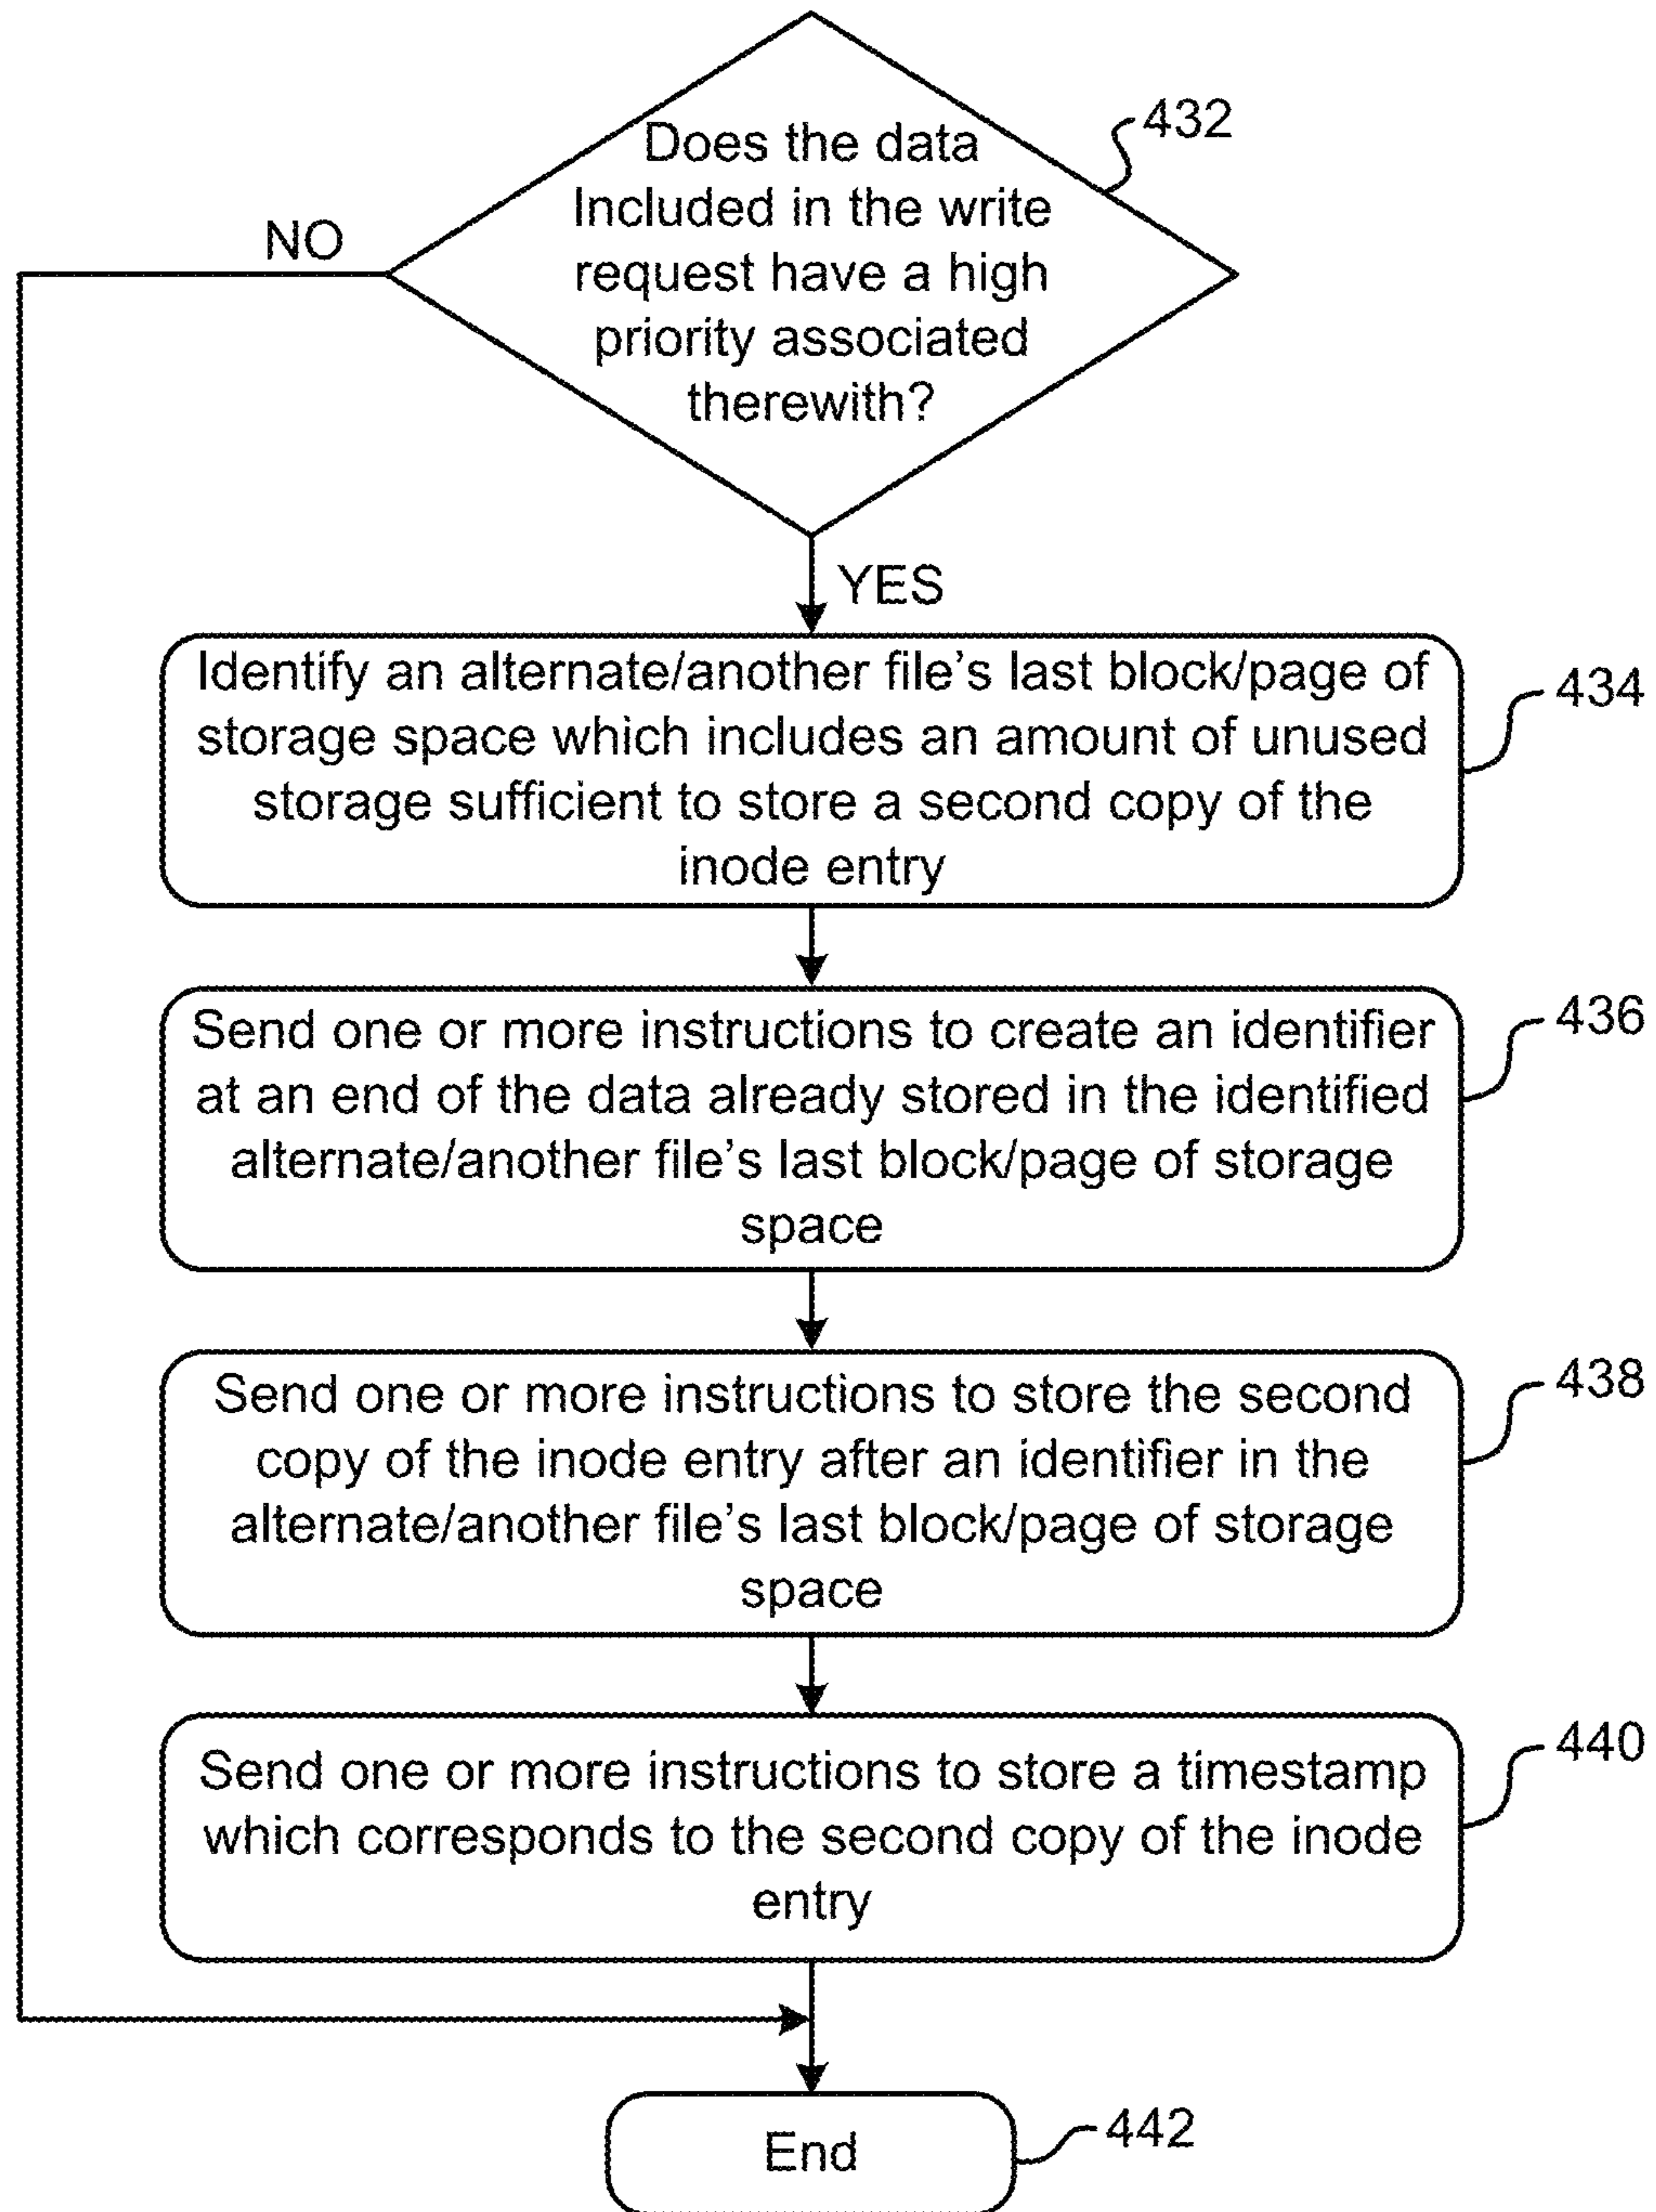 Does the data
Included in the write
request have a high
priority associated
therewith?
432
NO
YES
Identify an alternate/another file's last block/page of
storage space which includes an amount of unused
storage sufficient to store a second copy of the
inode entry
434
Send one or more instructions to create an identifier
at an end of the data already stored in the identified
alternate/another file's last block/page of storage
space
436
Send one or more instructions to store the second
copy of the inode entry after an identifier in the
alternate/another file's last block/page of storage
space
438
Send one or more instructions to store a timestamp
which corresponds to the second copy of the inode
entry
440
End
442